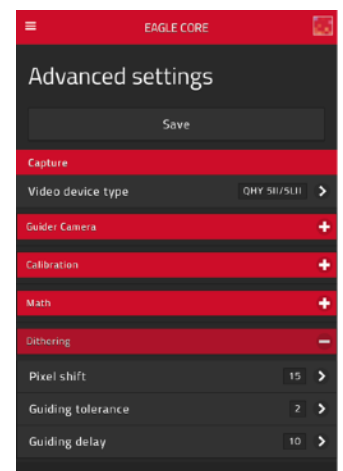 EAGLE CORE
Advanced settings
Save
Capture
Video device type QHY 5II/5LII
Guider Camera
Calibration
Math
Dithering
Pixel shift 15
Guiding tolerance 2
Guiding delay 10